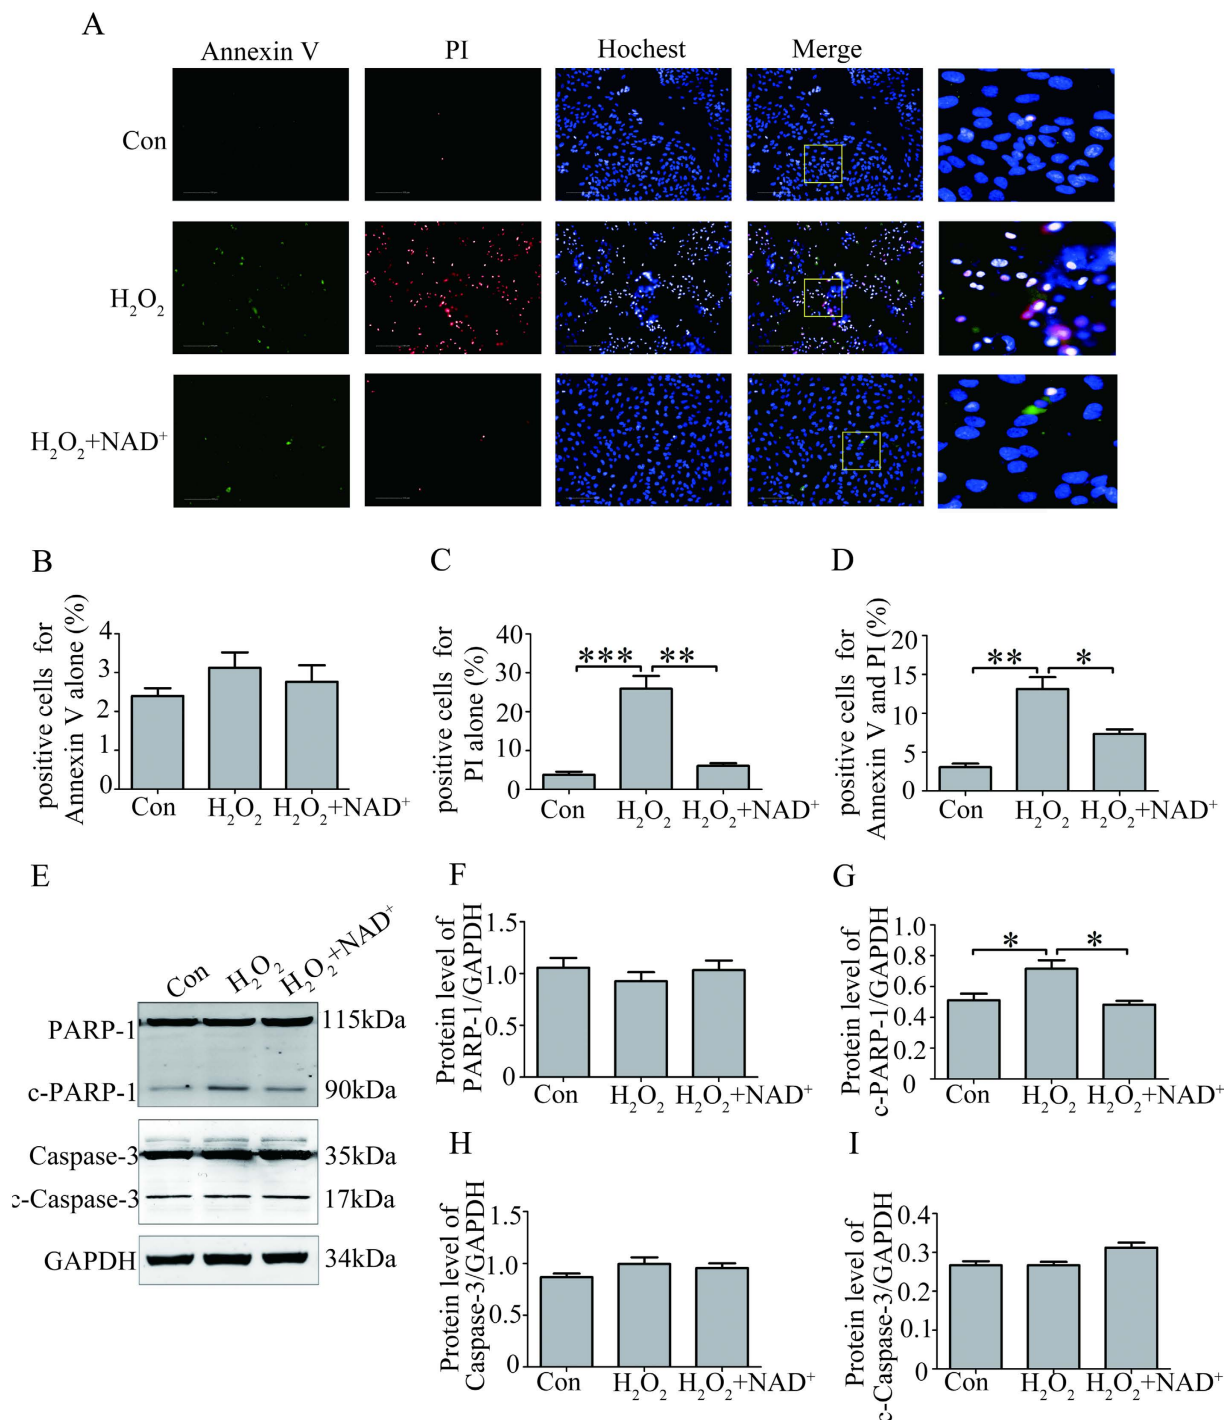 A
Annexin V PI Hochest Merge
Con
H₂O₂
H₂O₂+NAD⁺
B
positive cells for
Annexin V alone (%)
4
3
2
1
0
Con H₂O₂ H₂O₂+NAD⁺
C
positive cells for
PI alone (%)
40
30
20
10
0
*** **
Con H₂O₂ H₂O₂+NAD⁺
D
positive cells for
Annexin V and PI (%)
20
15
10
5
0
** *
Con H₂O₂ H₂O₂+NAD⁺
E
Con H₂O₂ H₂O₂+NAD⁺
PARP-1 115kDa
c-PARP-1 90kDa
Caspase-3 35kDa
c-Caspase-3 17kDa
GAPDH 34kDa
F
Protein level of
PARP-1/GAPDH
1.5
1.0
0.5
0
Con H₂O₂ H₂O₂+NAD⁺
G
Protein level of
c-PARP-1/GAPDH
1.0
0.8
0.6
0.4
0.2
0
* *
Con H₂O₂ H₂O₂+NAD⁺
H
Protein level of
Caspase-3/GAPDH
1.5
1.0
0.5
0
Con H₂O₂ H₂O₂+NAD⁺
I
Protein level of
c-Caspase-3/GAPDH
0.4
0.3
0.2
0.1
0
Con H₂O₂ H₂O₂+NAD⁺